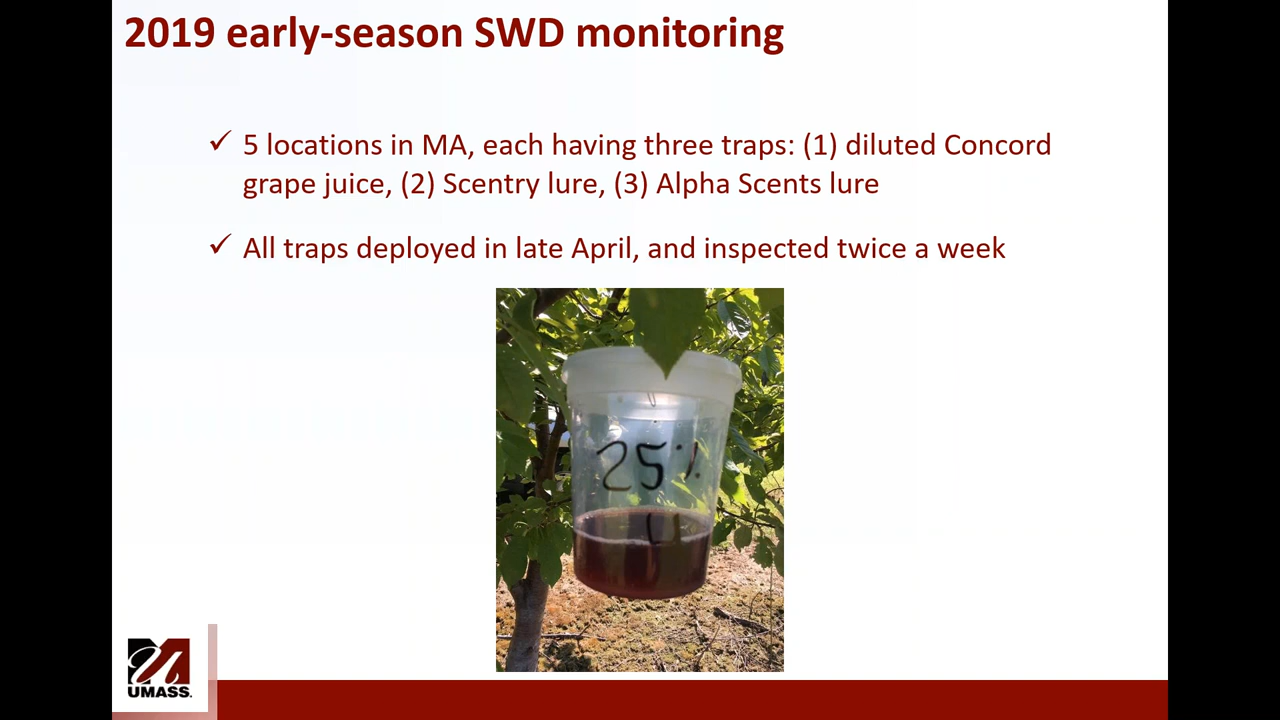 2019 early-season SWD monitoring
✓ 5 locations in MA, each having three traps: (1) diluted Concord
grape juice, (2) Scentry lure, (3) Alpha Scents lure
✓ All traps deployed in late April, and inspected twice a week
25%
U
UMASS.